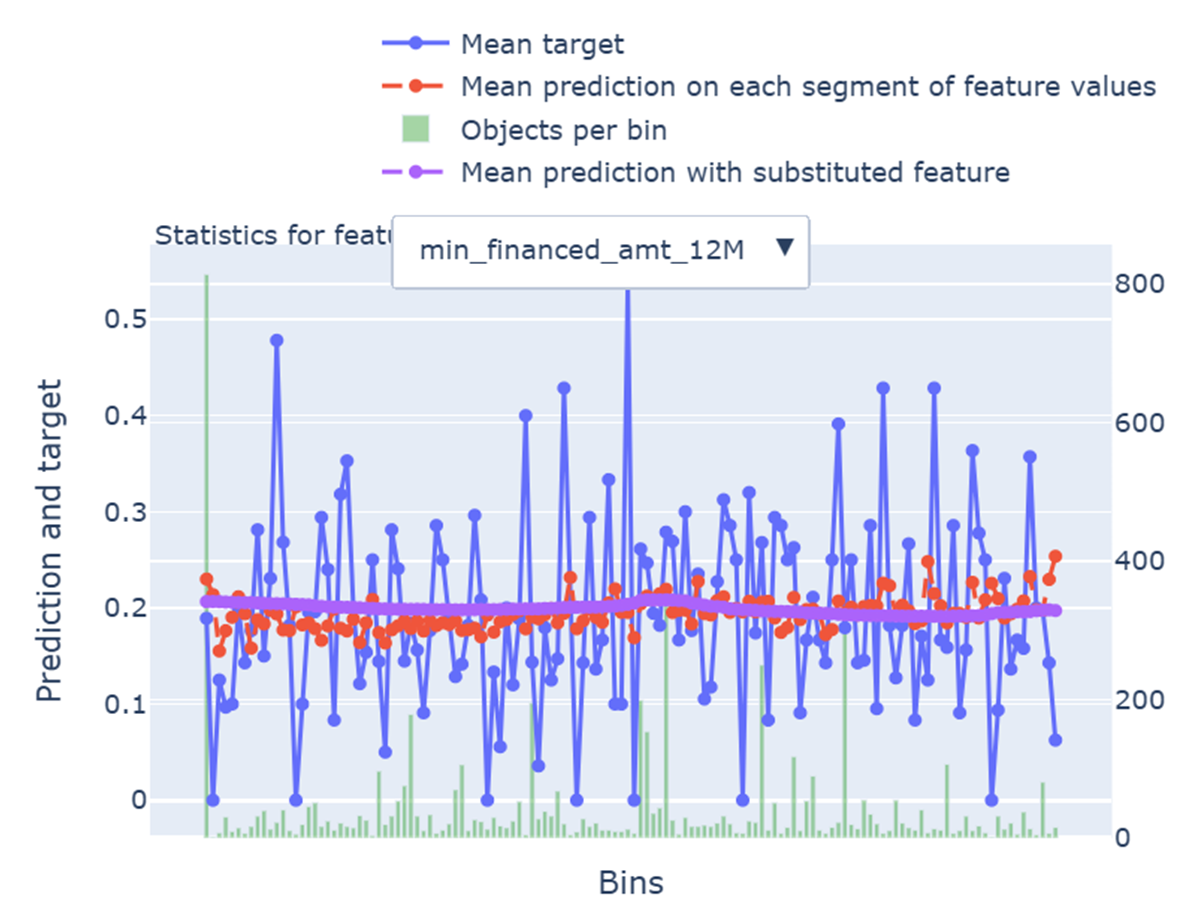 Mean target
Mean prediction on each segment of feature values
Objects per bin
Mean prediction with substituted feature
Statistics for feat
min_financed_amt_12M ▼
800
0.5
0.4
600
0.3
400
0.2
200
0.1
0
0
Prediction and target
Bins